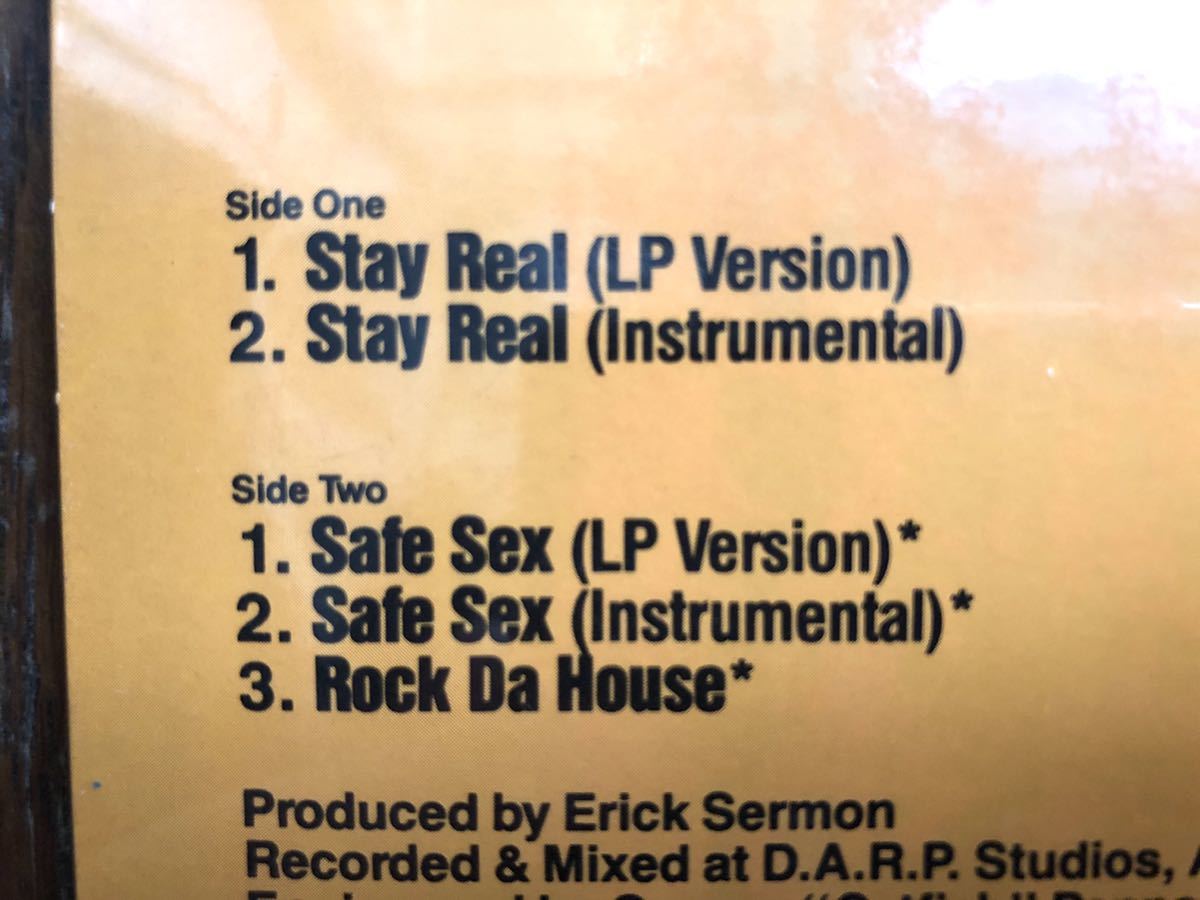 Side One
1. Stay Real (LP Version)
2. Stay Real (Instrumental)
Side Two
1. Safe Sex (LP Version)*
2. Safe Sex (Instrumental)*
3. Rock Da House*
Produced by Erick Sermon
Recorded & Mixed at D.A.R.P. Studios,